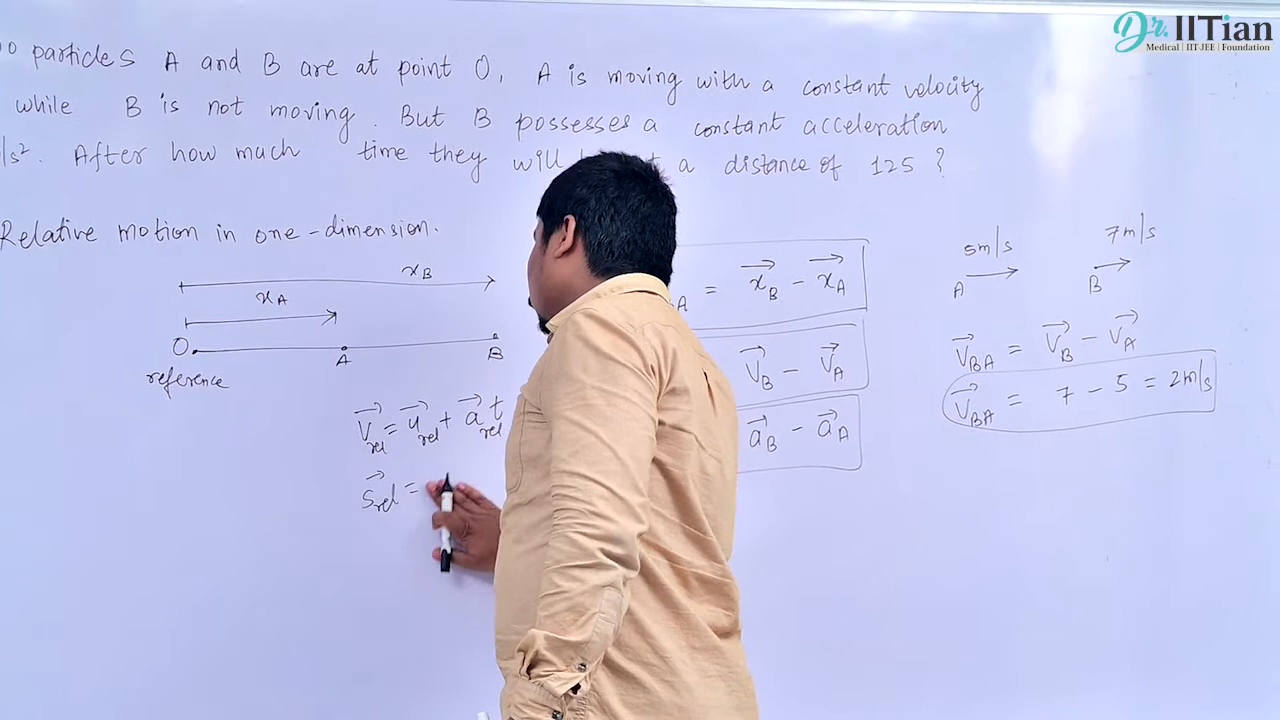 Dr. IITian
Medical | IIT-JEE | Foundation
particles A and B are at point O, A is moving with a constant velocity
while B is not moving. But B possesses a constant acceleration
/s². After how much time they will a distance of 125 ?
Relative motion in one-dimension.
x_B
x_A
O A B
reference
→V_rel = →u_rel + →a_rel t
→S_rel =
A = →x_B − →x_A
→V_B − →V_A
→a_B − →a_A
5m/s 7m/s
A B
→V_BA = →V_B − →V_A
→V_BA = 7 − 5 = 2m/s